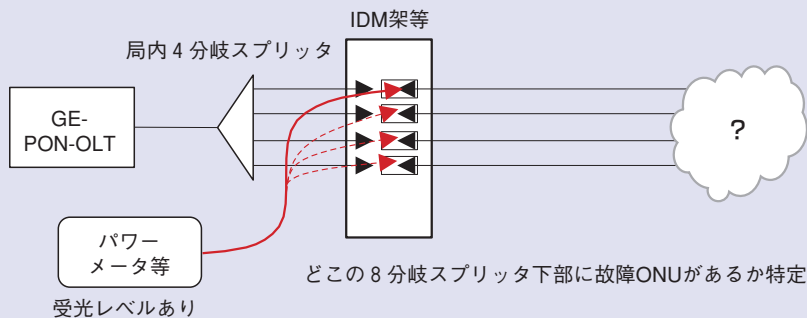 IDM架等
局内4分岐スプリッタ
GE-
PON-OLT
?
パワー
メータ等
どこの8分岐スプリッタ下部に故障ONUがあるか特定
受光レベルあり